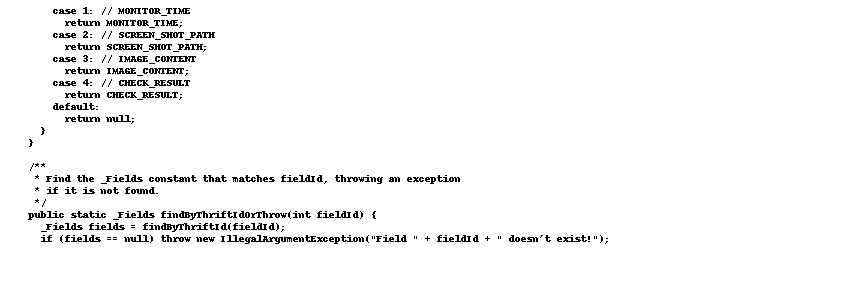 case 1: // MONITOR_TIME
return MONITOR_TIME;
case 2: // SCREEN_SHOT_PATH
return SCREEN_SHOT_PATH;
case 3: // IMAGE_CONTENT
return IMAGE_CONTENT;
case 4: // CHECK_RESULT
return CHECK_RESULT;
default:
return null;
}
}
/**
* Find the _Fields constant that matches fieldId, throwing an exception
* if it is not found.
*/
public static _Fields findByThriftIdOrThrow(int fieldId) {
_Fields fields = findByThriftId(fieldId);
if (fields == null) throw new IllegalArgumentException("Field " + fieldId + " doesn't exist!");